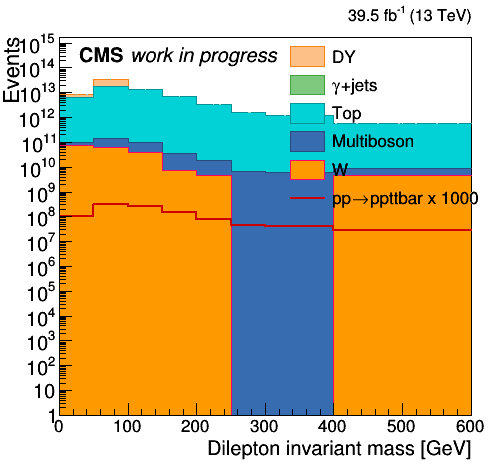 39.5 fb⁻¹ (13 TeV)
Events
CMS work in progress
DY
γ+jets
Top
Multiboson
W
pp→ppttbar x 1000
10¹⁵
10¹⁴
10¹³
10¹²
10¹¹
10¹⁰
10⁹
10⁸
10⁷
10⁶
10⁵
10⁴
10³
10²
10
1
0 100 200 300 400 500 600
Dilepton invariant mass [GeV]